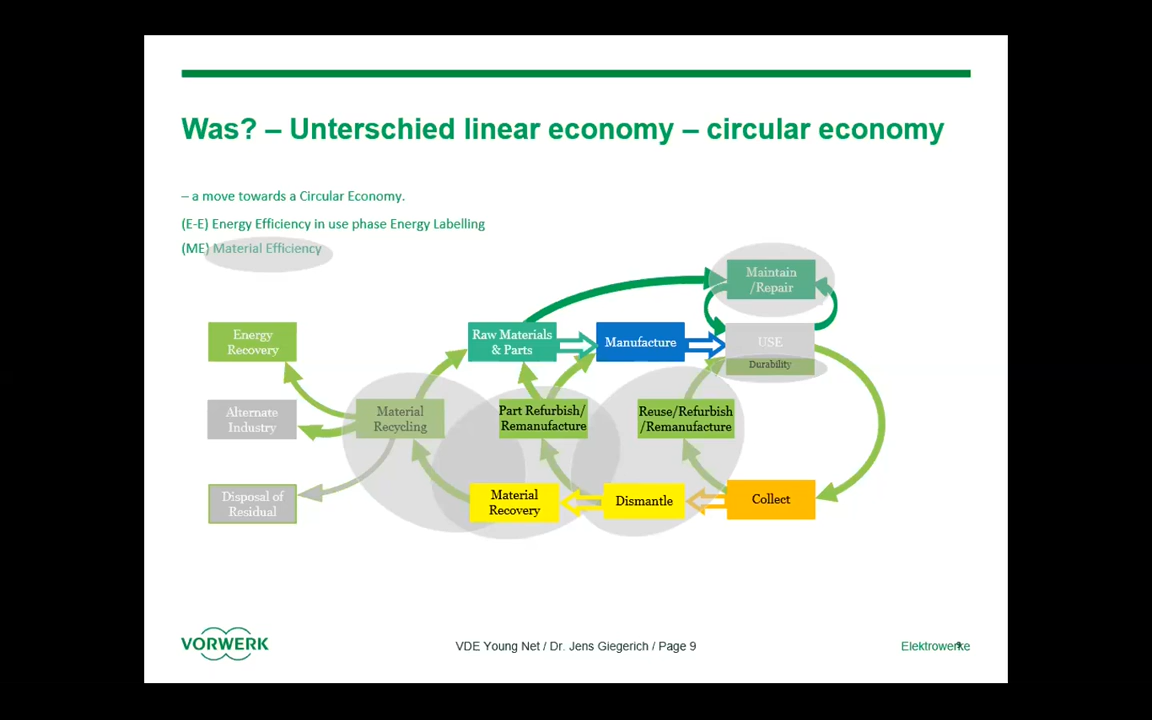 Was? – Unterschied linear economy – circular economy
– a move towards a Circular Economy.
(E-E) Energy Efficiency in use phase Energy Labelling
(ME) Material Efficiency
Maintain
/Repair
Energy
Recovery
Raw Materials
& Parts
Manufacture
USE
Durability
Alternate
Industry
Material
Recycling
Part Refurbish/
Remanufacture
Reuse/Refurbish
/Remanufacture
Disposal of
Residual
Material
Recovery
Dismantle
Collect
VORWERK
VDE Young Net / Dr. Jens Giegerich / Page 9
Elektrowerke